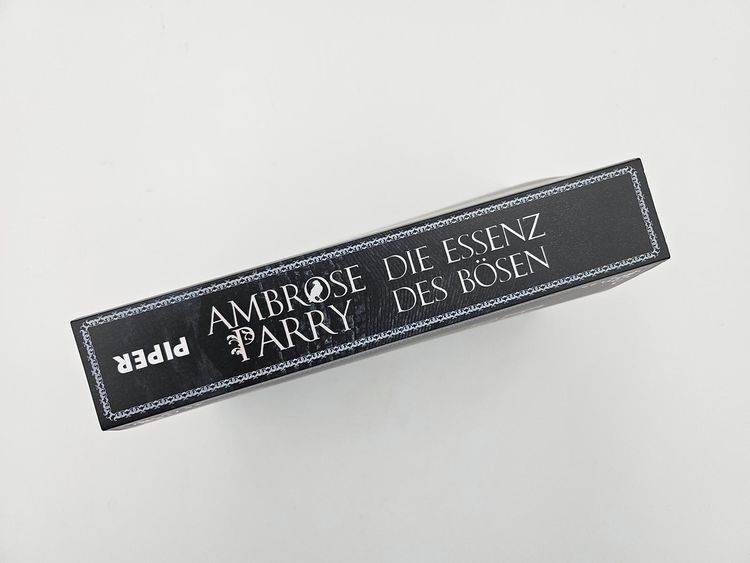 AMBROSE
PARRY
DIE ESSENZ
DES BÖSEN
PIPER